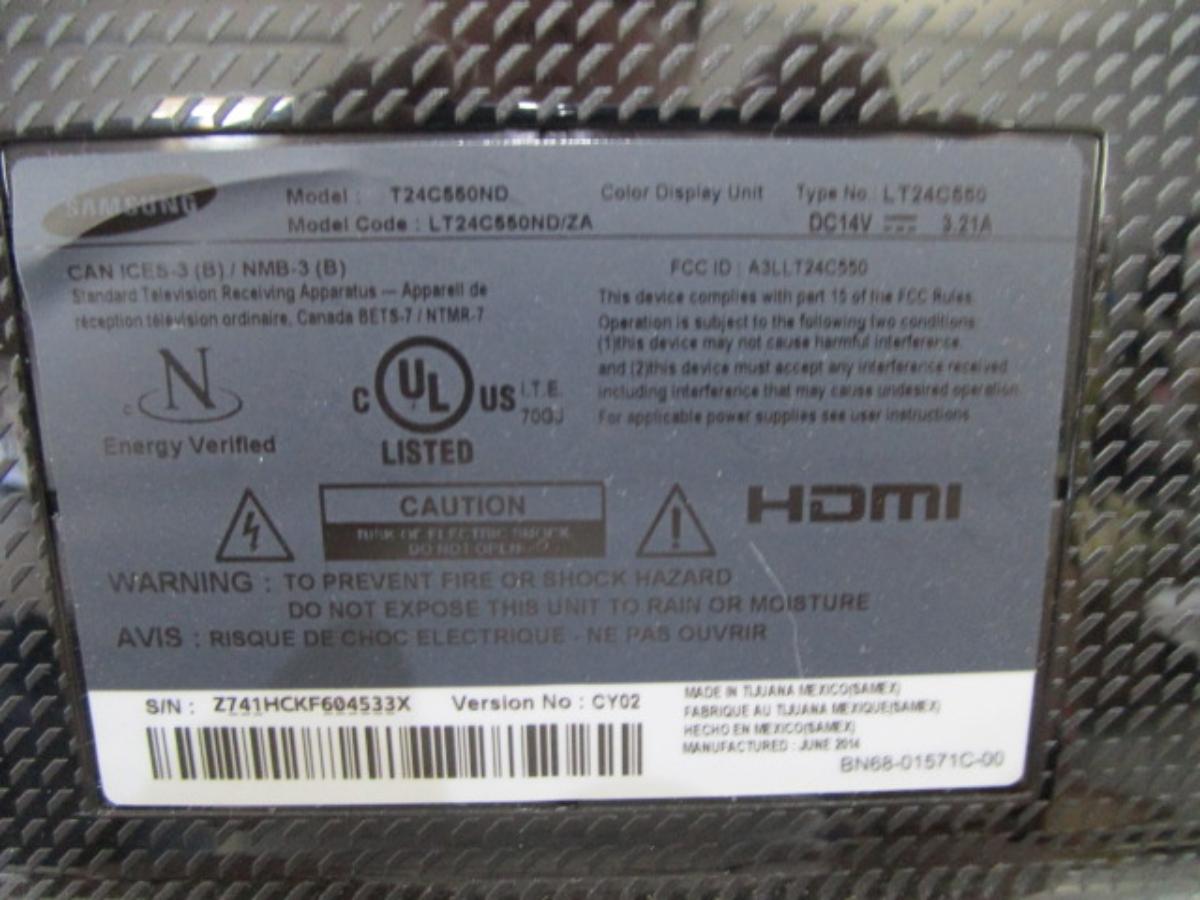 SAMSUNG
Model : T24C550ND Color Display Unit Type No : LT24C550
Model Code : LT24C550ND/ZA DC14V 3.21A
CAN ICES-3 (B) / NMB-3 (B)
Standard Television Receiving Apparatus — Appareil de
réception télévision ordinaire, Canada BETS-7 / NTMR-7
FCC ID : A3LLT24C550
This device complies with part 15 of the FCC Rules.
Operation is subject to the following two conditions:
(1)this device may not cause harmful interference.
and (2)this device must accept any interference received
including interference that may cause undesired operation.
For applicable power supplies see user instructions
N
c
Energy Verified
C UL US I.T.E.
70GJ
LISTED
CAUTION
RISK OF ELECTRIC SHOCK
DO NOT OPEN
HDMI
WARNING : TO PREVENT FIRE OR SHOCK HAZARD
DO NOT EXPOSE THIS UNIT TO RAIN OR MOISTURE
AVIS : RISQUE DE CHOC ELECTRIQUE - NE PAS OUVRIR
S/N : Z741HCKF604533X Version No : CY02
MADE IN TIJUANA MEXICO(SAMEX)
FABRIQUE AU TIJUANA MEXIQUE(SAMEX)
HECHO EN MEXICO(SAMEX)
MANUFACTURED : JUNE 2014
BN68-01571C-00